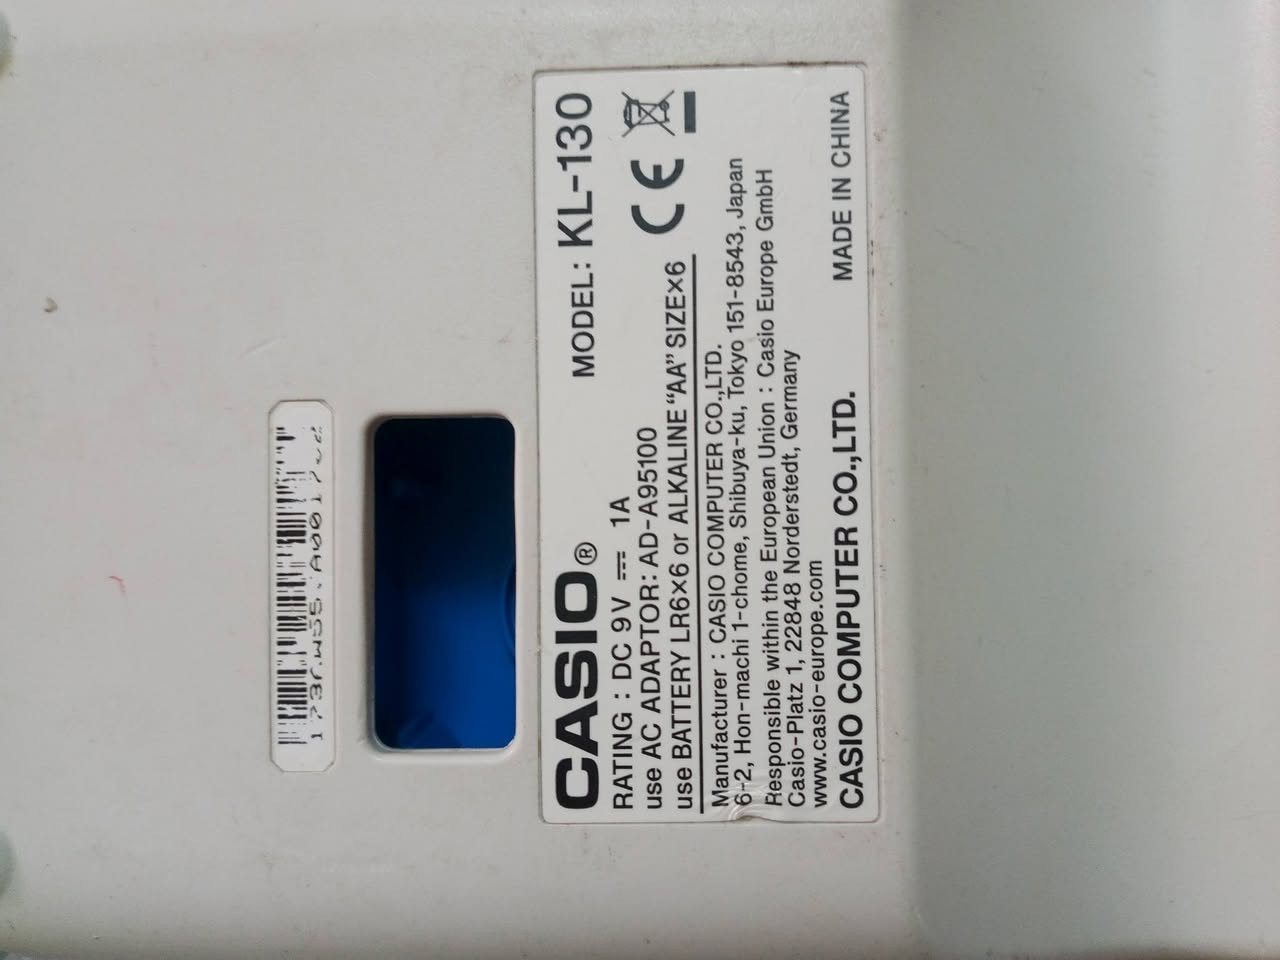 CASIO®
MODEL: KL-130
RATING : DC 9V ⎓ 1A
use AC ADAPTOR: AD-A95100
use BATTERY LR6×6 or ALKALINE “AA” SIZE×6
CE
Manufacturer : CASIO COMPUTER CO.,LTD.
6-2, Hon-machi 1-chome, Shibuya-ku, Tokyo 151-8543, Japan
Responsible within the European Union : Casio Europe GmbH
Casio-Platz 1, 22848 Norderstedt, Germany
www.casio-europe.com
CASIO COMPUTER CO.,LTD.
MADE IN CHINA